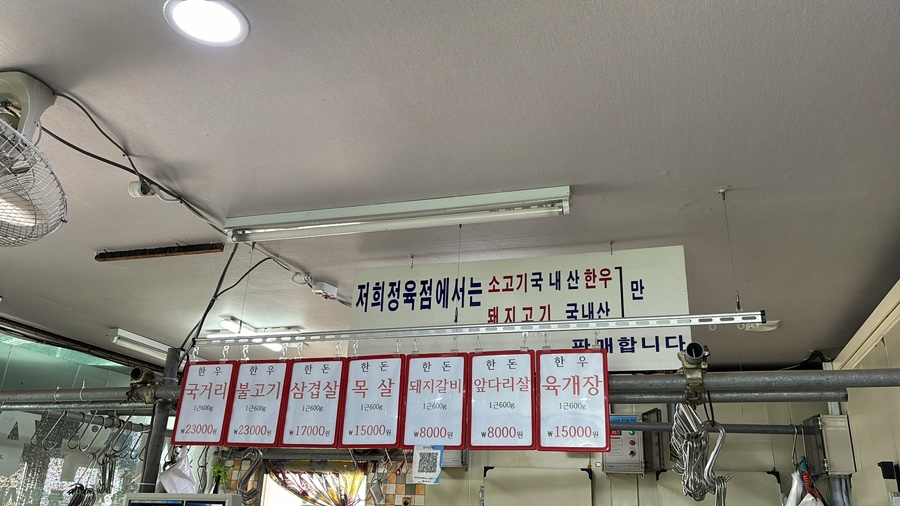 저희정육점에서는 소고기 국내산 한우 만
돼지고기 국내산
판매합니다
한우
국거리
1근600g
₩23000원
한돈
불고기
1근600g
₩23000원
한돈
삼겹살
1근600g
₩17000원
한돈
목살
1근600g
₩15000원
한돈
돼지갈비
1근600g
₩8000원
한돈
앞다리살
1근600g
₩8000원
한우
육개장
1근600g
₩15000원